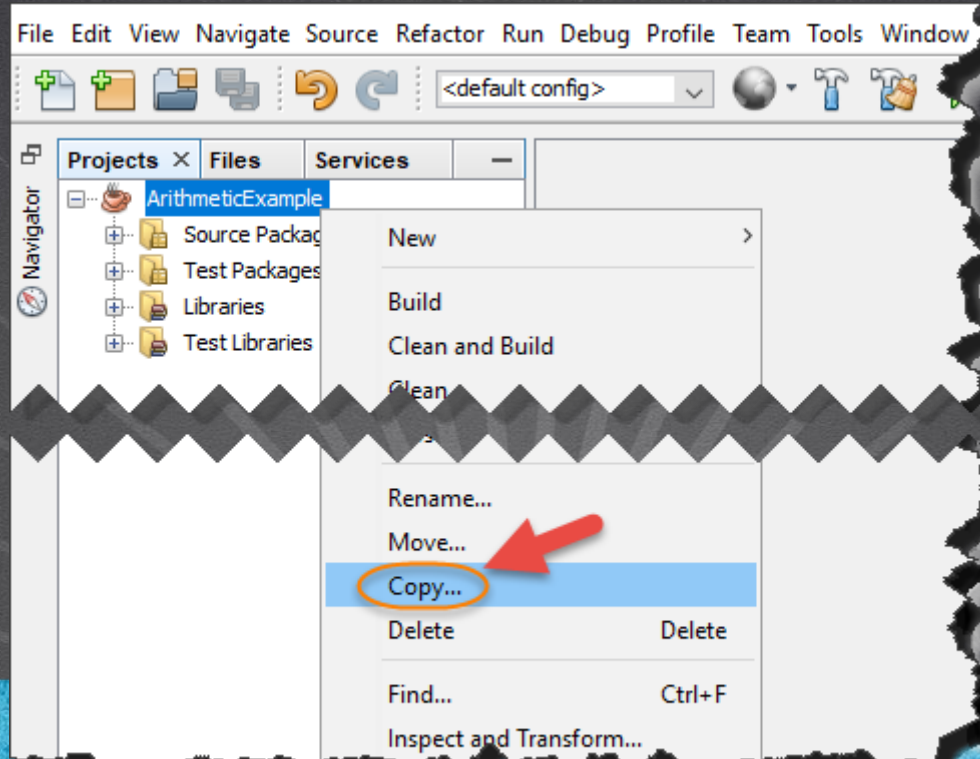 File Edit View Navigate Source Refactor Run Debug Profile Team Tools Window
<default config>
Projects × Files Services
Navigator
ArithmeticExample
Source Packag
Test Packages
Libraries
Test Libraries
New
Build
Clean and Build
Clean
Rename...
Move...
Copy...
Delete Delete
Find... Ctrl+F
Inspect and Transform...